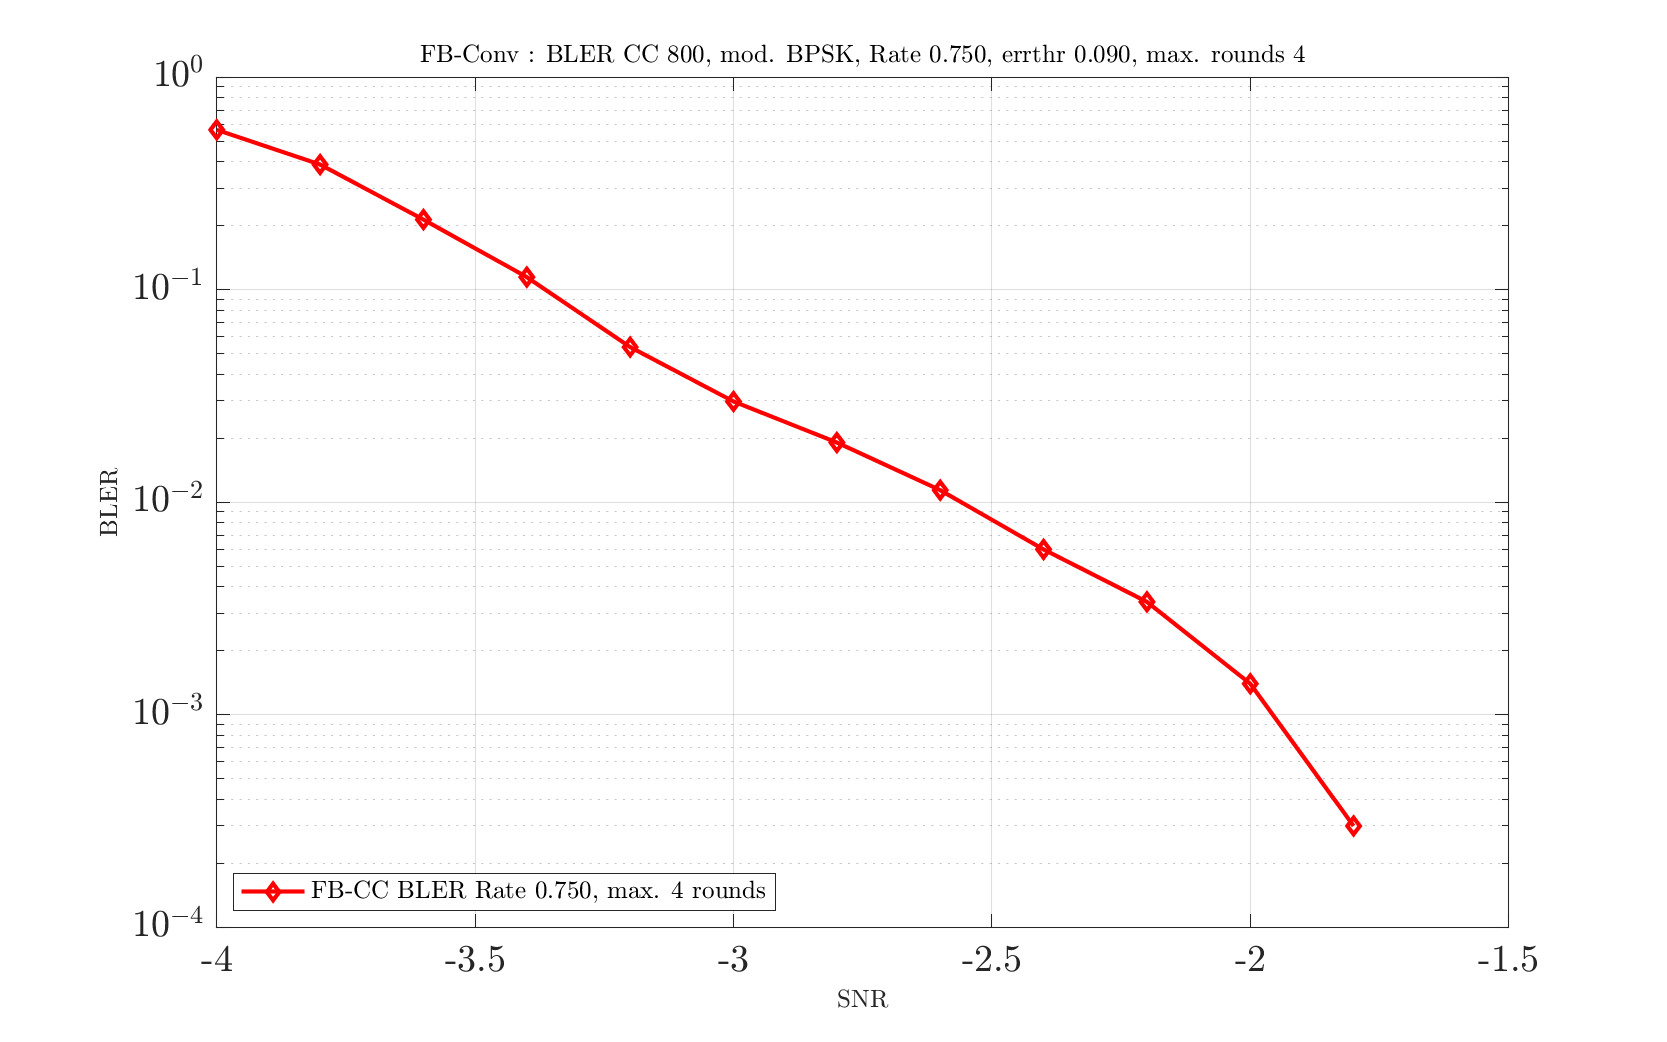 FB-Conv : BLER CC 800, mod. BPSK, Rate 0.750, errthr 0.090, max. rounds 4
10^0
10^-1
10^-2
10^-3
10^-4
BLER
FB-CC BLER Rate 0.750, max. 4 rounds
-4 -3.5 -3 -2.5 -2 -1.5
SNR